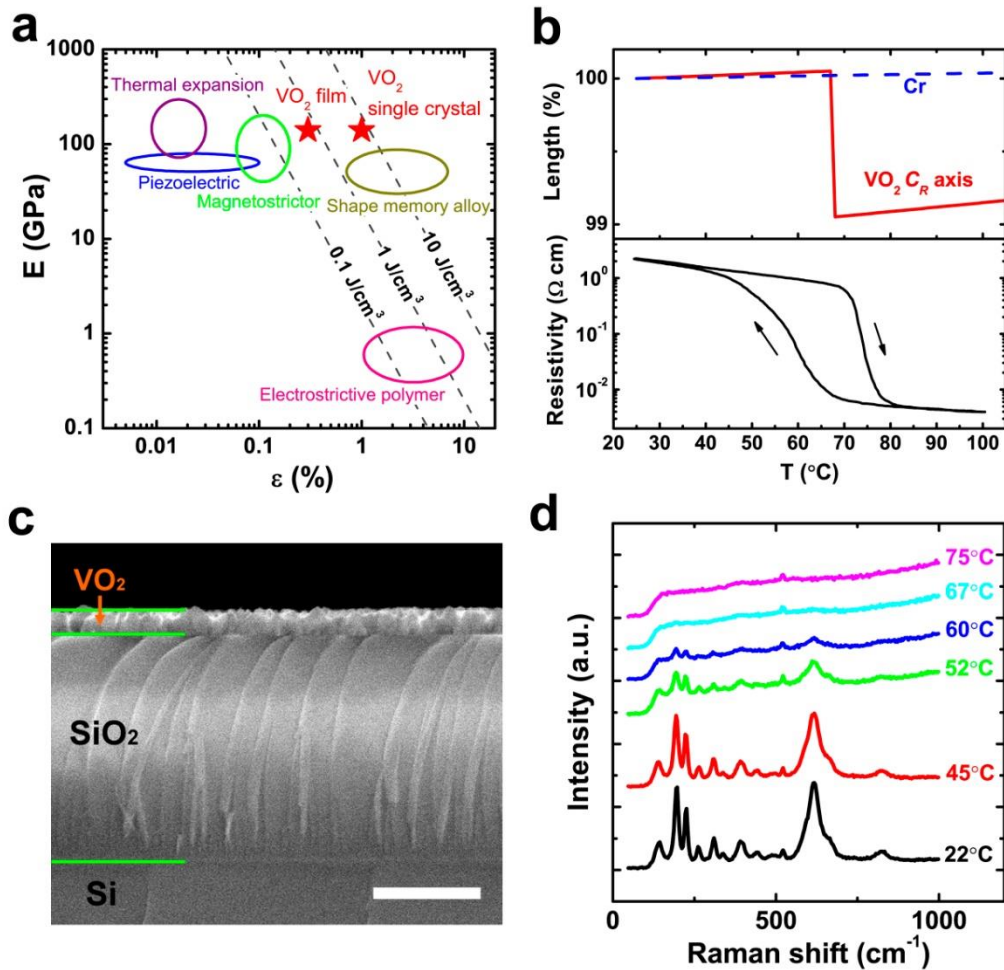 a
E (GPa)
1000
100
10
1
0.1
Thermal expansion
VO₂ film
VO₂
single crystal
Piezoelectric
Magnetostrictor
Shape memory alloy
0.1 J/cm³
1 J/cm³
10 J/cm³
Electrostrictive polymer
0.01
0.1
1
10
ε (%)
b
Length (%)
100
99
Cr
VO₂ C_R axis
Resistivity (Ω cm)
10⁰
10⁻¹
10⁻²
20 30 40 50 60 70 80 90 100
T (°C)
c
VO₂
SiO₂
Si
d
Intensity (a.u.)
75°C
67°C
60°C
52°C
45°C
22°C
0 500 1000
Raman shift (cm⁻¹)